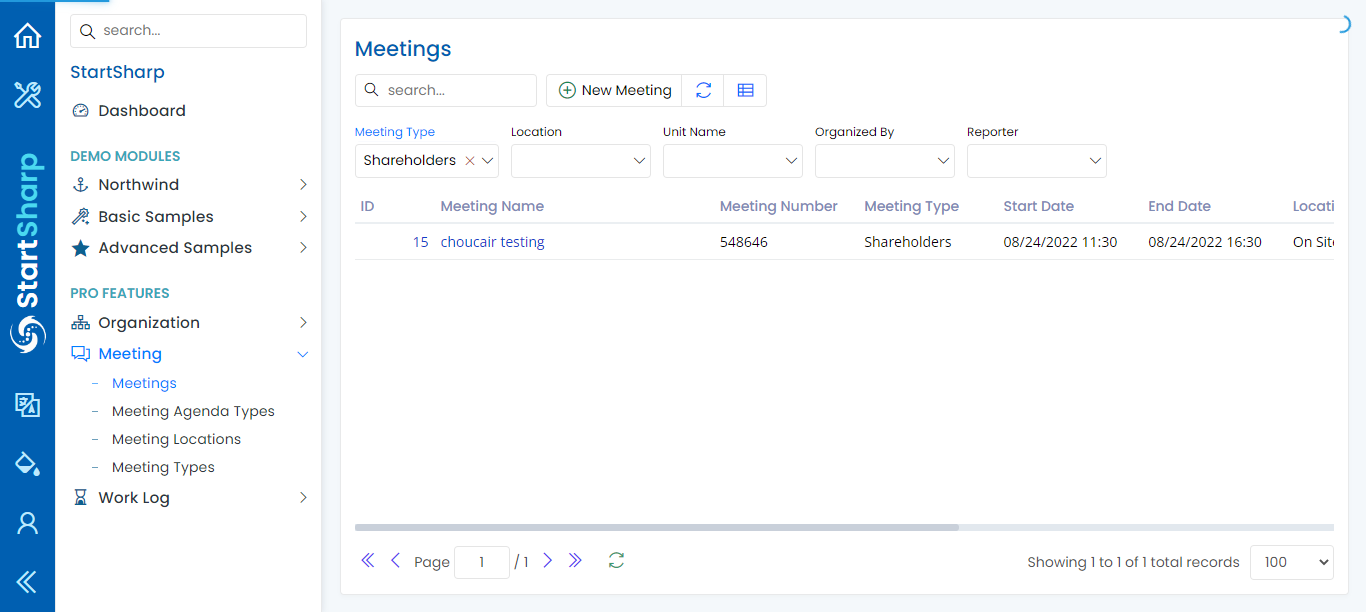 StartSharp
search...
StartSharp
Dashboard
DEMO MODULES
Northwind
Basic Samples
Advanced Samples
PRO FEATURES
Organization
Meeting
Meetings
Meeting Agenda Types
Meeting Locations
Meeting Types
Work Log
Meetings
search...
New Meeting
Meeting Type Location Unit Name Organized By Reporter
Shareholders
ID Meeting Name Meeting Number Meeting Type Start Date End Date Locati
15 choucair testing 548646 Shareholders 08/24/2022 11:30 08/24/2022 16:30 On Site
Page 1 / 1 Showing 1 to 1 of 1 total records 100